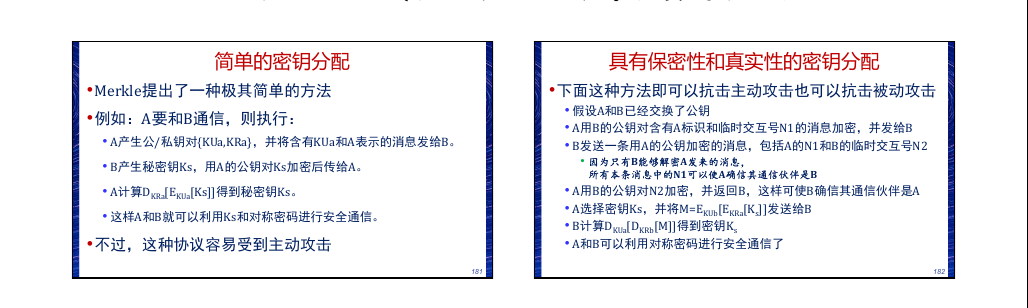 简单的密钥分配
•Merkle提出了一种极其简单的方法
•例如：A要和B通信，则执行：
•A产生公/私钥对{KUa,KRa}，并将含有KUa和A表示的消息发给B。
•B产生秘密钥Ks，用A的公钥对Ks加密后传给A。
•A计算DKRa[EKUa[Ks]]得到秘密钥Ks。
•这样A和B就可以利用Ks和对称密码进行安全通信。
•不过，这种协议容易受到主动攻击
181
具有保密性和真实性的密钥分配
•下面这种方法即可以抗击主动攻击也可以抗击被动攻击
•假设A和B已经交换了公钥
•A用B的公钥对含有A标识和临时交互号N1的消息加密，并发给B
•B发送一条用A的公钥加密的消息，包括A的N1和B的临时交互号N2
•因为只有B能够解密A发来的消息，
所有本条消息中的N1可以使A确信其通信伙伴是B
•A用B的公钥对N2加密，并返回B，这样可使B确信其通信伙伴是A
•A选择密钥Ks，并将M=EKUb[EKRa[Ks]]发送给B
•B计算DKUa[DKRb[M]]得到密钥Ks
•A和B可以利用对称密码进行安全通信了
182